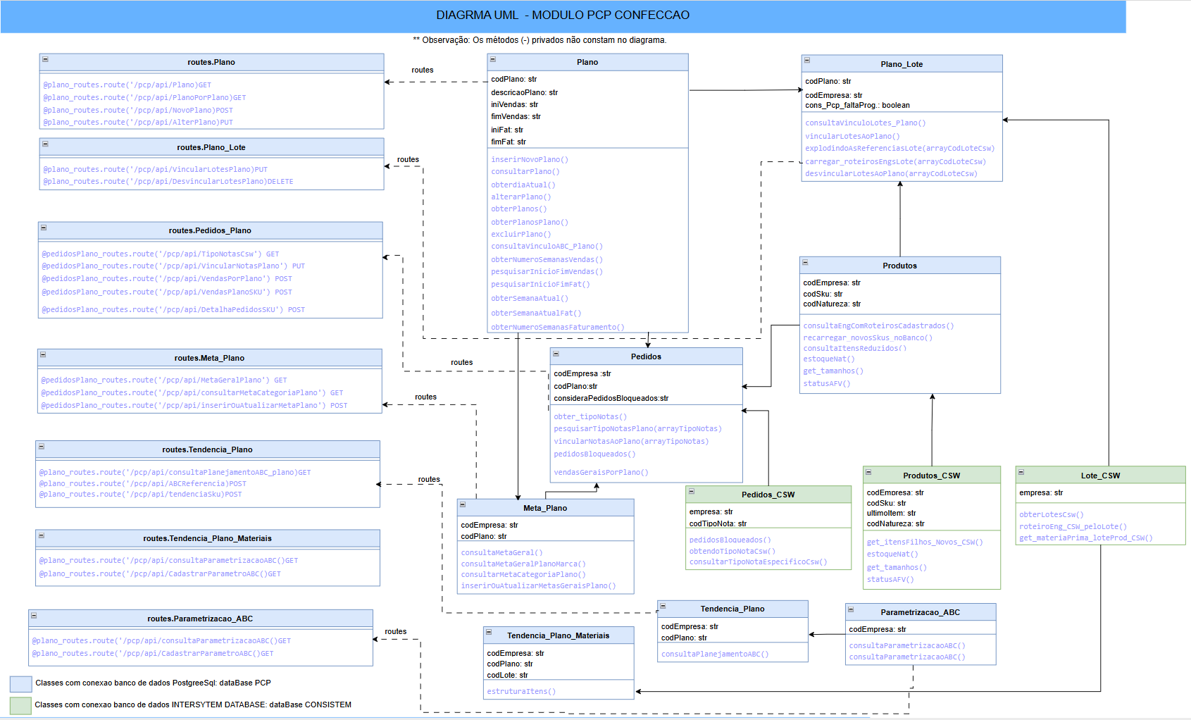 DIAGRMA UML - MODULO PCP CONFECCAO
** Observação: Os mètodos (-) privados não constam no diagrama.
routes.Plano
@plano_routes.route('/pcp/api/Plano)GET
@plano_routes.route('/pcp/api/PlanoPorPlano)GET
@plano_routes.route('/pcp/api/NovoPlano)POST
@plano_routes.route('/pcp/api/AlterPlano)PUT
routes.Plano_Lote
@plano_routes.route('/pcp/api/VincularLotesPlano)PUT
@plano_routes.route('/pcp/api/DesvincularLotesPlano)DELETE
routes.Pedidos_Plano
@pedidosPlano_routes.route('/pcp/api/TipoNotasCsw') GET
@pedidosPlano_routes.route('/pcp/api/VincularNotasPlano') PUT
@pedidosPlano_routes.route('/pcp/api/VendasPorPlano') POST
@pedidosPlano_routes.route('/pcp/api/VendasPlanoSKU') POST
@pedidosPlano_routes.route('/pcp/api/DetalhaPedidosSKU') POST
routes.Meta_Plano
@pedidosPlano_routes.route('/pcp/api/MetaGeralPlano') GET
@pedidosPlano_routes.route('/pcp/api/consultarMetaCategoriaPlano') GET
@pedidosPlano_routes.route('/pcp/api/inserirOuAtualizarMetaPlano') POST
routes.Tendencia_Plano
@plano_routes.route('/pcp/api/consultaPlanejamentoABC_plano)GET
@plano_routes.route('/pcp/api/ABCReferencia)POST
@plano_routes.route('/pcp/api/tendenciaSku)POST
routes.Tendencia_Plano_Materiais
@plano_routes.route('/pcp/api/consultaParametrizacaoABC()GET
@plano_routes.route('/pcp/api/CadastrarParametroABC()GET
routes.Parametrizacao_ABC
@plano_routes.route('/pcp/api/consultaParametrizacaoABC()GET
@plano_routes.route('/pcp/api/CadastrarParametroABC()GET
Classes com conexao banco de dados PostgreeSql: dataBase PCP
Classes com conexao banco de dados INTERSYTEM DATABASE: dataBase CONSISTEM
routes
routes
routes
routes
routes
routes
Plano
codPlano: str
descricaoPlano: str
iniVendas: str
fimVendas: str
iniFat: str
fimFat: str
inserirNovoPlano()
consultarPlano()
obterdiaAtual()
alterarPlano()
obterPlanos()
obterPlanosPlano()
excluirPlano()
consultaVinculoABC_Plano()
obterNumeroSemanasVendas()
pesquisarInicioFimVendas()
pesquisarInicioFimFat()
obterSemanaAtual()
obterSemanaAtualFat()
obterNumeroSemanasFaturamento()
Plano_Lote
codPlano: str
codEmpresa: str
cons_Pcp_faltaProg.: boolean
consultaVinculoLotes_Plano()
vincularLotesAoPlano()
explodindoAsReferenciasLote(arrayCodLoteCsw)
carregar_roteirosEngsLote(arrayCodLoteCsw)
desvincularLotesAoPlano(arrayCodLoteCsw)
Produtos
codEmpresa: str
codSku: str
codNatureza: str
consultaEngComRoteirosCadastrados()
recarregar_novosSkus_noBanco()
consultaItensReduzidos()
estoqueNat()
get_tamanhos()
statusAFV()
Pedidos
codEmpresa :str
codPlano:str
consideraPedidosBloqueados:str
obter_tipoNotas()
pesquisarTipoNotasPlano(arrayTipoNotas)
vincularNotasAoPlano(arrayTipoNotas)
pedidosBloqueados()
vendasGeraisPorPlano()
Meta_Plano
codEmpresa: str
codPlano: str
consultaMetaGeral()
consultaMetaGeralPlanoMarca()
consultarMetaCategoriaPlano()
inserirOuAtualizarMetasGeraisPlano()
Pedidos_CSW
empresa: str
codTipoNota: str
pedidosBloqueados()
obtendoTipoNotaCsw()
consultarTipoNotaEspecificoCsw()
Produtos_CSW
codEmpresa: str
codSku: str
ultimoItem: str
codNatureza: str
get_itensFilhos_Novos_CSW()
estoqueNat()
get_tamanhos()
statusAFV()
Lote_CSW
empresa: str
obterLotesCsw()
roteiroEng_CSW_peloLote()
get_materiaPrima_loteProd_CSW()
Tendencia_Plano
codEmpresa: str
codPlano: str
consultaPlanejamentoABC()
Parametrizacao_ABC
codEmpresa: str
consultaParametrizacaoABC()
consultaParametrizacaoABC()
Tendencia_Plano_Materiais
codEmpresa: str
codPlano: str
codLote: str
estruturaItens()